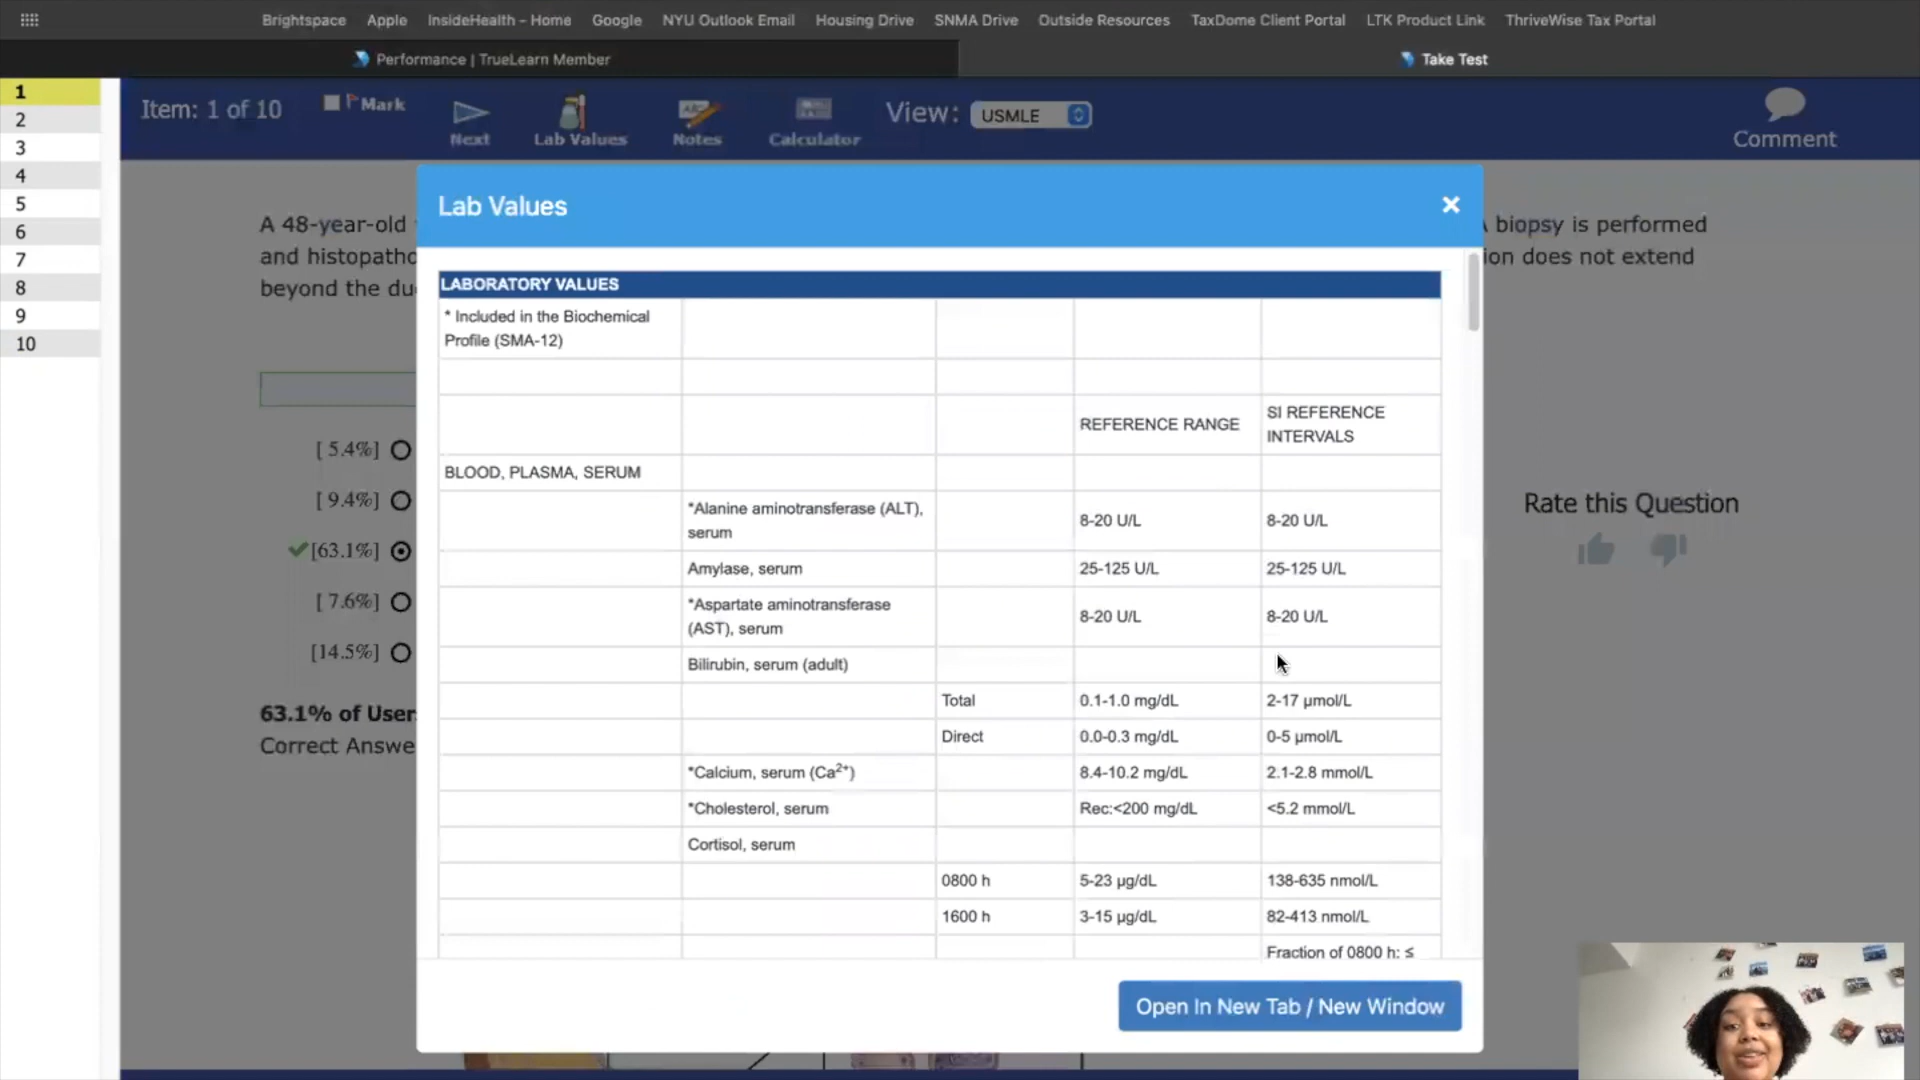 Brightspace Apple InsideHealth – Home Google NYU Outlook Email Housing Drive SNMA Drive Outside Resources TaxDome Client Portal LTK Product Link ThriveWise Tax Portal
Performance | TrueLearn Member
Take Test
1
2
3
4
5
6
7
8
9
10
Item: 1 of 10
Mark
Next
Lab Values
Notes
Calculator
View: USMLE
Comment
A 48-year-old
A biopsy is performed
and histopatho
ion does not extend
beyond the du
[ 5.4%]
[ 9.4%]
[63.1%]
[ 7.6%]
[14.5%]
63.1% of User
Correct Answe
Rate this Question
Lab Values
LABORATORY VALUES
* Included in the Biochemical
Profile (SMA-12)
REFERENCE RANGE
SI REFERENCE
INTERVALS
BLOOD, PLASMA, SERUM
*Alanine aminotransferase (ALT),
serum
8-20 U/L
8-20 U/L
Amylase, serum
25-125 U/L
25-125 U/L
*Aspartate aminotransferase
(AST), serum
8-20 U/L
8-20 U/L
Bilirubin, serum (adult)
Total
0.1-1.0 mg/dL
2-17 µmol/L
Direct
0.0-0.3 mg/dL
0-5 µmol/L
*Calcium, serum (Ca2+)
8.4-10.2 mg/dL
2.1-2.8 mmol/L
*Cholesterol, serum
Rec:<200 mg/dL
<5.2 mmol/L
Cortisol, serum
0800 h
5-23 µg/dL
138-635 nmol/L
1600 h
3-15 µg/dL
82-413 nmol/L
Fraction of 0800 h: ≤
Open In New Tab / New Window